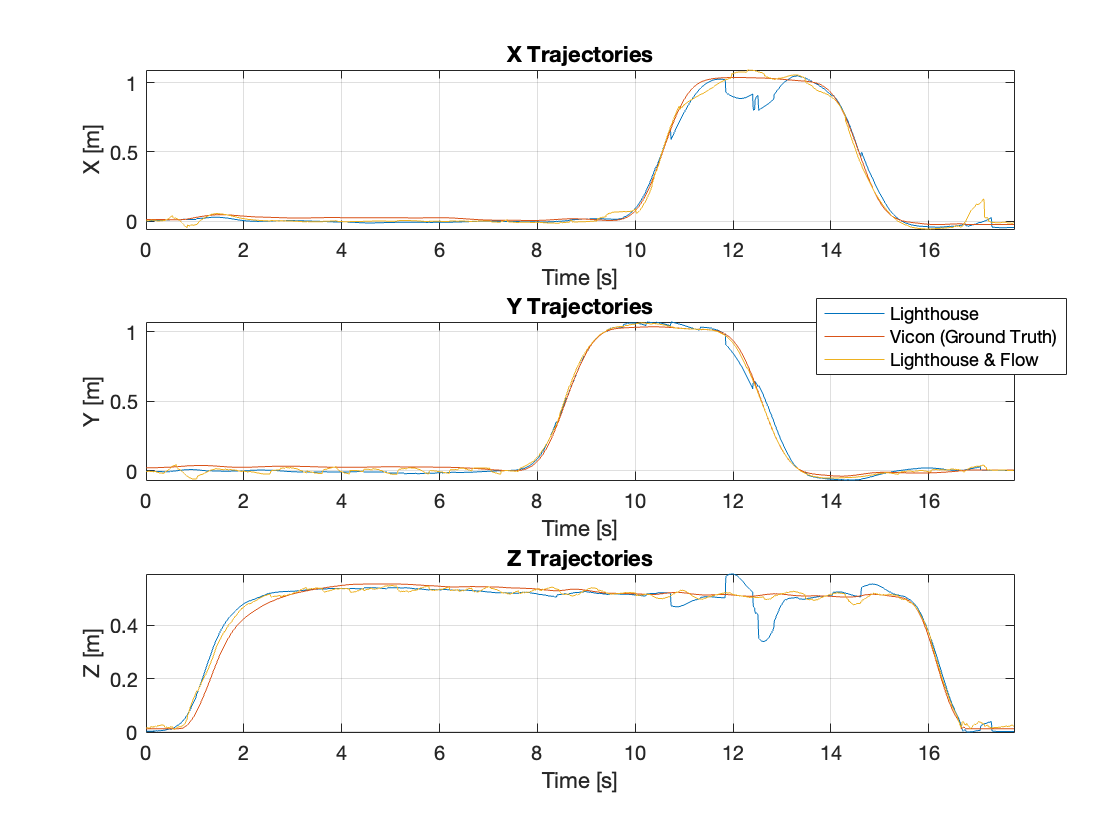 X Trajectories
X [m]
1
0.5
0
0 2 4 6 8 10 12 14 16
Time [s]
Y Trajectories
Y [m]
1
0.5
0
0 2 4 6 8 10 12 14 16
Time [s]
Lighthouse
Vicon (Ground Truth)
Lighthouse & Flow
Z Trajectories
Z [m]
0.4
0.2
0
0 2 4 6 8 10 12 14 16
Time [s]